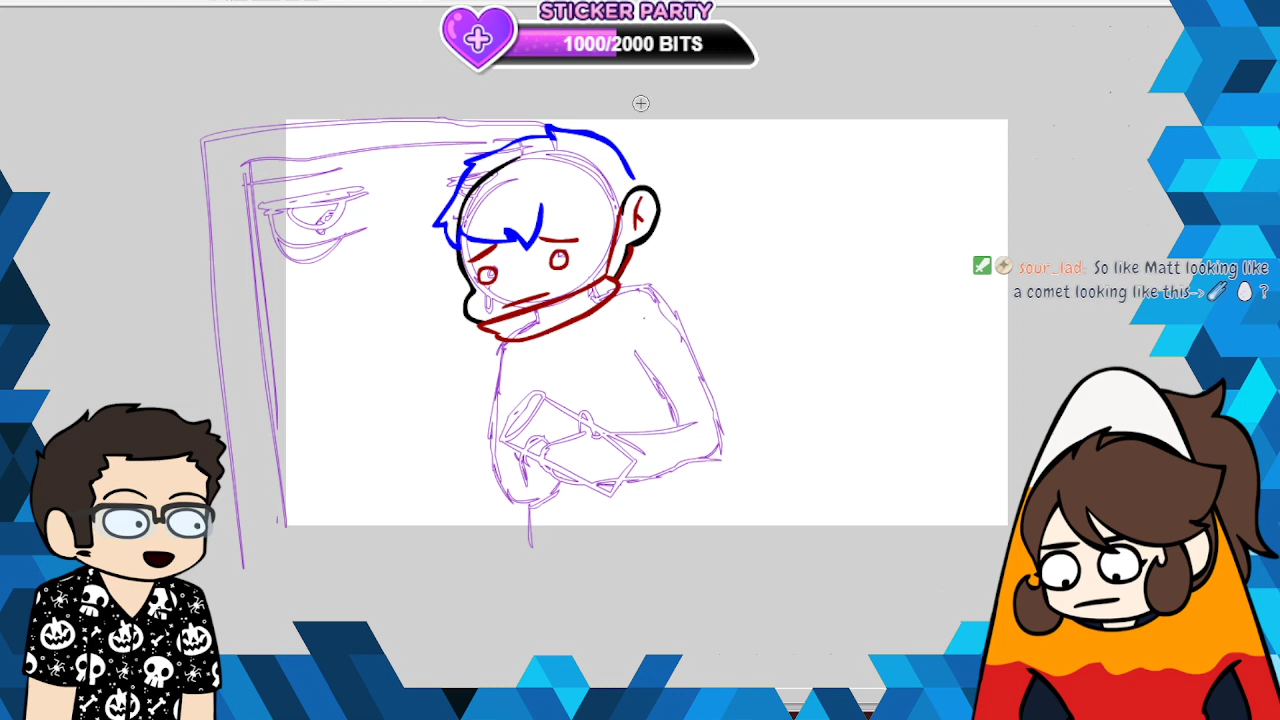 STICKER PARTY
1000/2000 BITS
sour_lad: So like Matt looking like
a comet looking like this-->☄️ 🥚 ?